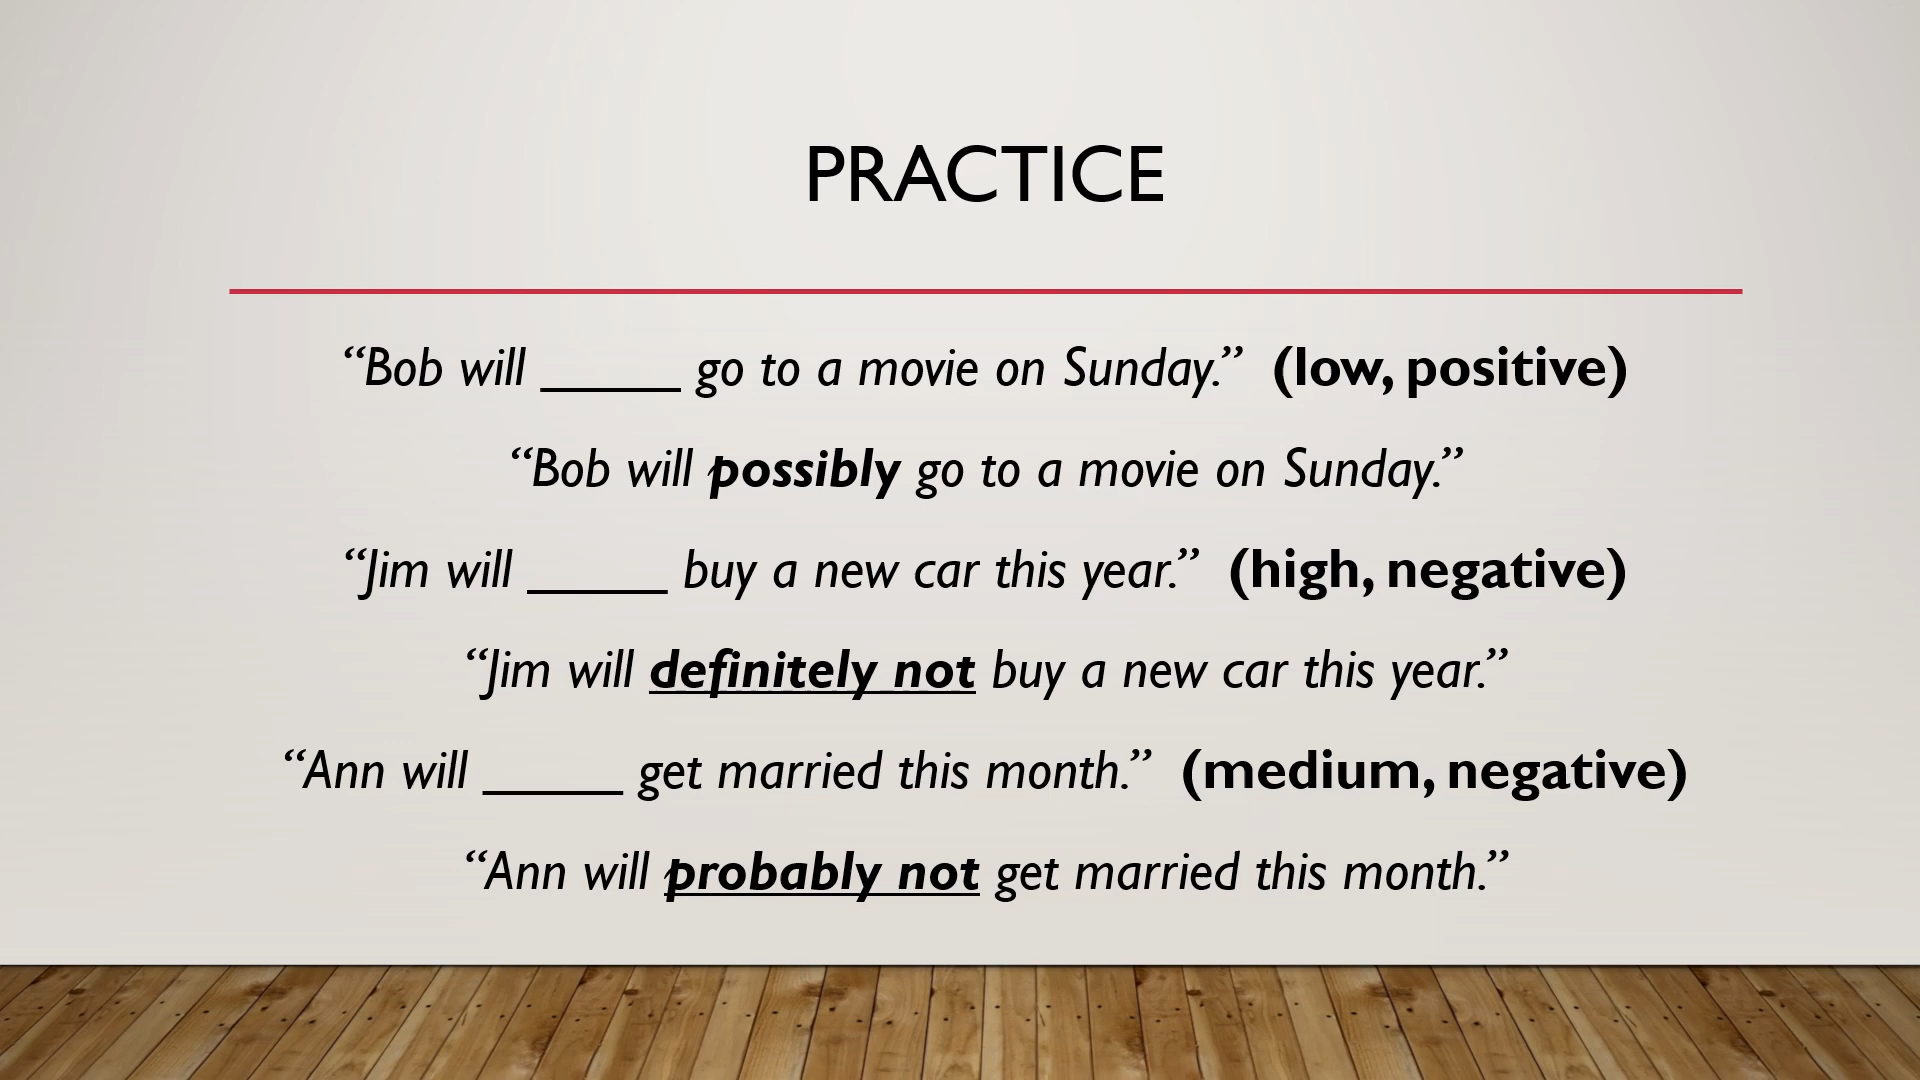 PRACTICE
“Bob will _____ go to a movie on Sunday.” (low, positive)
“Bob will possibly go to a movie on Sunday.”
“Jim will _____ buy a new car this year.” (high, negative)
“Jim will definitely not buy a new car this year.”
“Ann will _____ get married this month.” (medium, negative)
“Ann will probably not get married this month.”